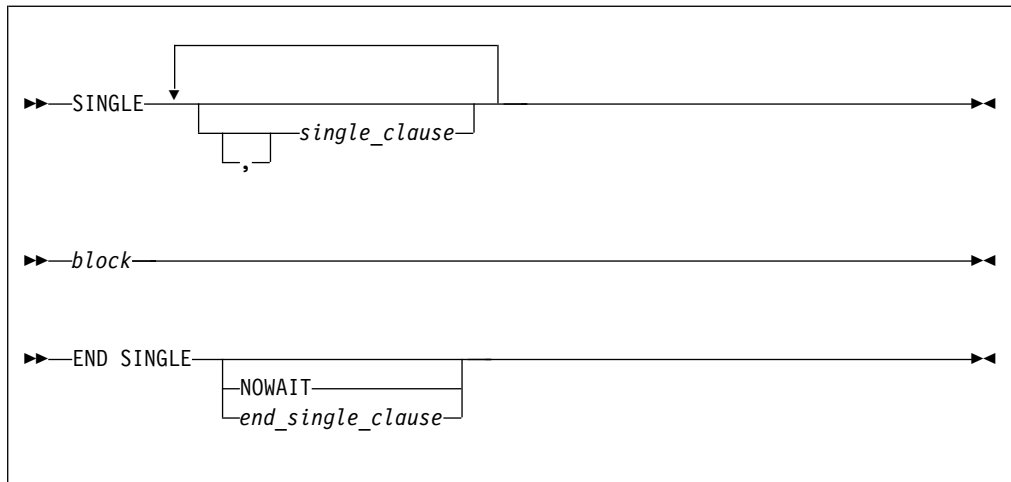 SINGLE
single_clause
,
block
END SINGLE
NOWAIT
end_single_clause